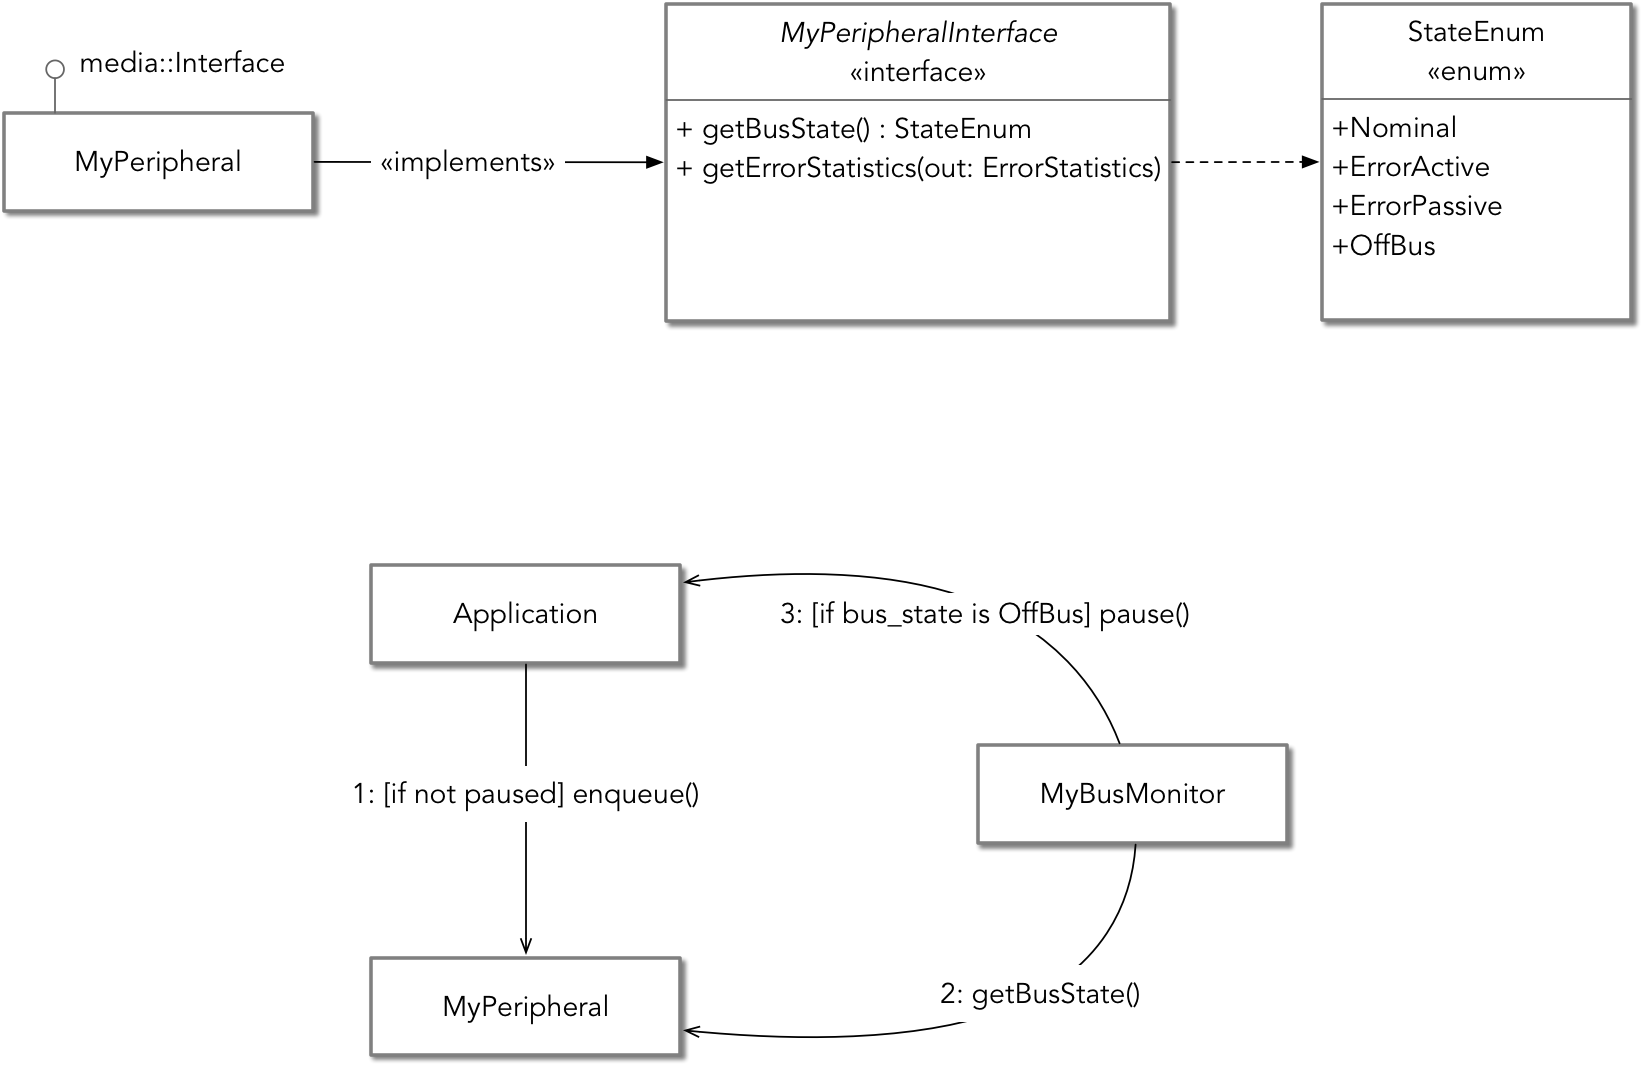 media::Interface
MyPeripheral
«implements»
MyPeripheralInterface
«interface»
+ getBusState() : StateEnum
+ getErrorStatistics(out: ErrorStatistics)
StateEnum
«enum»
+Nominal
+ErrorActive
+ErrorPassive
+OffBus
Application
3: [if bus_state is OffBus] pause()
1: [if not paused] enqueue()
MyBusMonitor
2: getBusState()
MyPeripheral